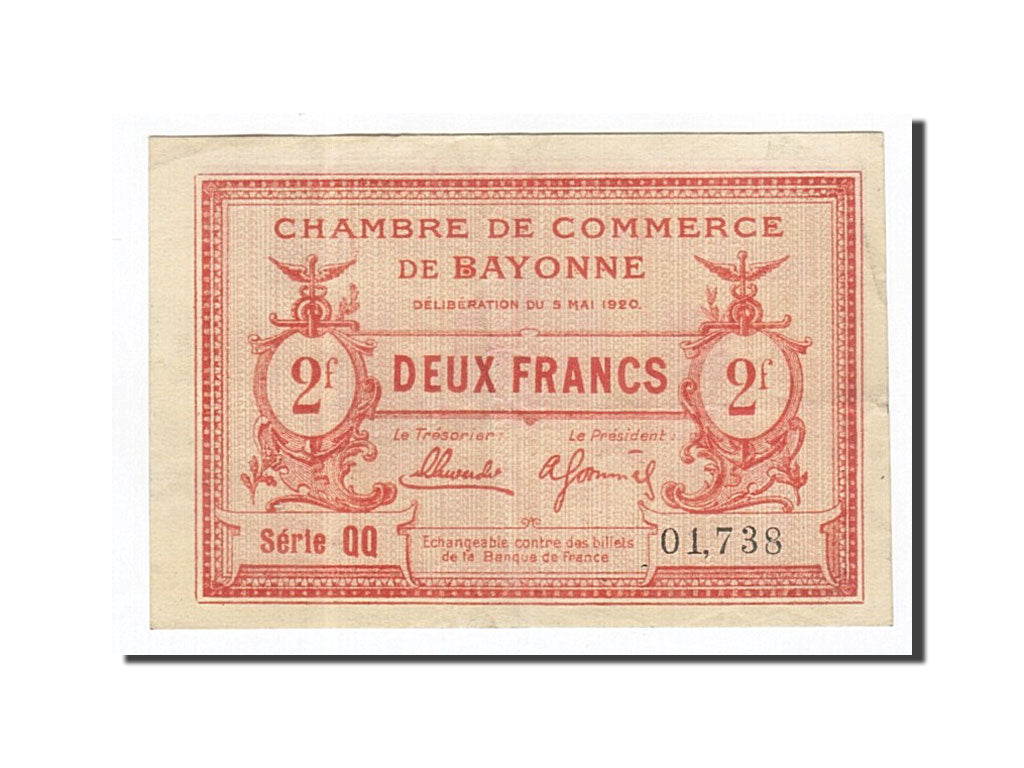 CHAMBRE DE COMMERCE
DE BAYONNE
DÉLIBÉRATION DU 5 MAI 1920.
2f DEUX FRANCS 2f
Le Trésorier: Le Président:
Série QQ
Echangeable contre des billets
de la Banque de France
01,738